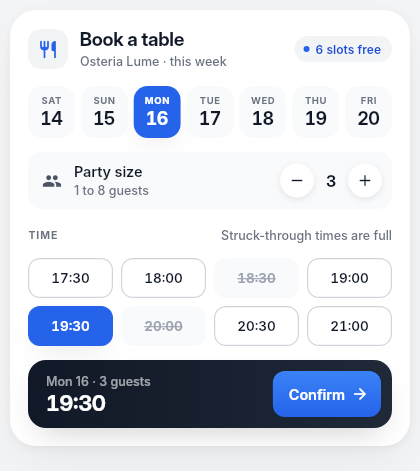 Book a table
Osteria Lume · this week
6 slots free
SAT SUN MON TUE WED THU FRI
14 15 16 17 18 19 20
Party size
1 to 8 guests
3
TIME
Struck-through times are full
17:30 18:00 18:30 19:00
19:30 20:00 20:30 21:00
Mon 16 · 3 guests
19:30
Confirm